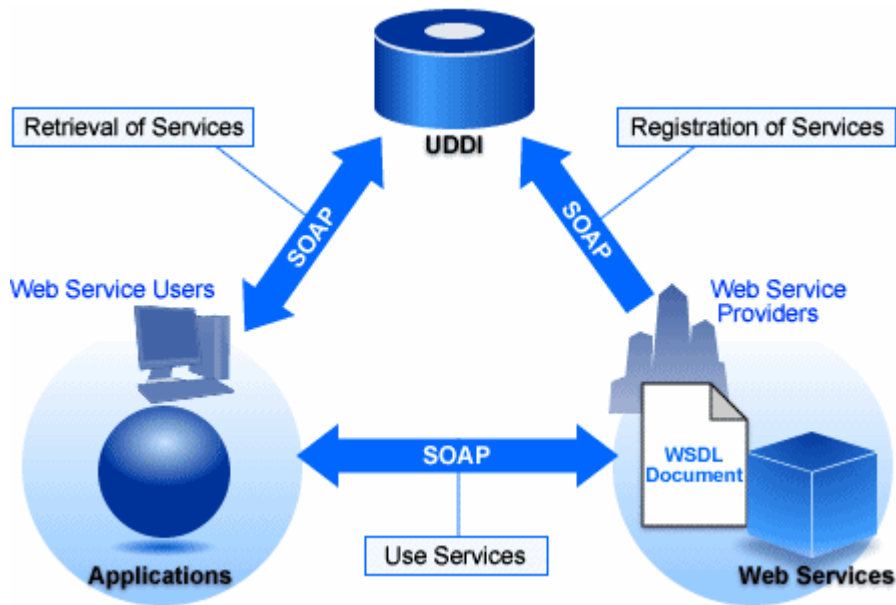 UDDI
Retrieval of Services
Registration of Services
SOAP
SOAP
Web Service Users
Web Service
Providers
SOAP
WSDL
Document
Use Services
Applications
Web Services